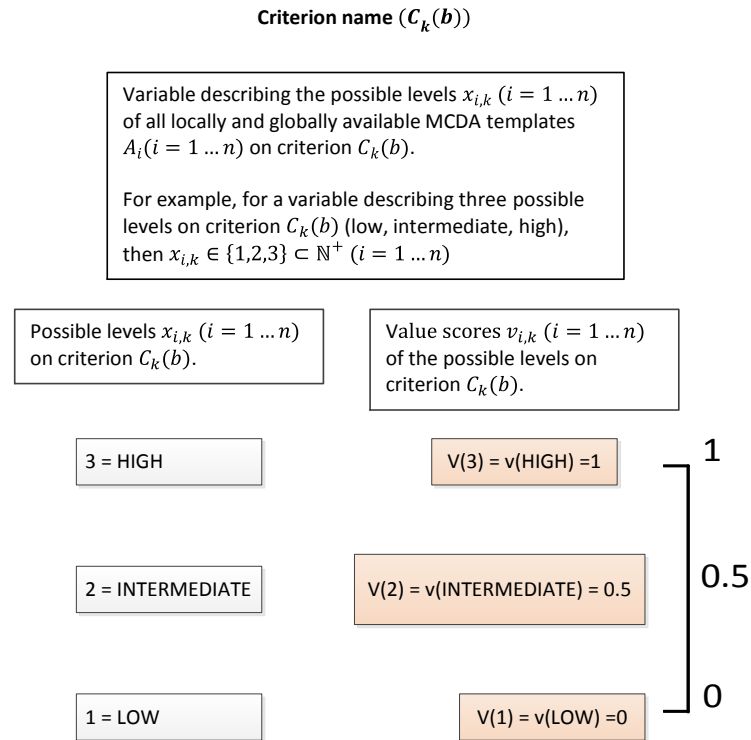 Criterion name (C_k(b))
Variable describing the possible levels x_{i,k} (i = 1 … n)
of all locally and globally available MCDA templates
A_i(i = 1 … n) on criterion C_k(b).
For example, for a variable describing three possible
levels on criterion C_k(b) (low, intermediate, high),
then x_{i,k} ∈ {1,2,3} ⊂ ℕ⁺ (i = 1 … n)
Possible levels x_{i,k} (i = 1 … n)
on criterion C_k(b).
Value scores v_{i,k} (i = 1 … n)
of the possible levels on
criterion C_k(b).
3 = HIGH
V(3) = v(HIGH) =1
1
2 = INTERMEDIATE
V(2) = v(INTERMEDIATE) = 0.5
0.5
1 = LOW
V(1) = v(LOW) =0
0